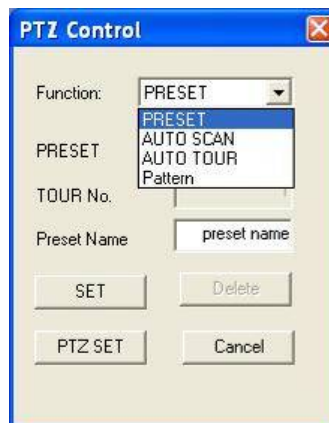 PTZ Control
Function: PRESET
PRESET
AUTO SCAN
PRESET
AUTO TOUR
TOUR No.
Pattern
Preset Name preset name
SET Delete
PTZ SET Cancel